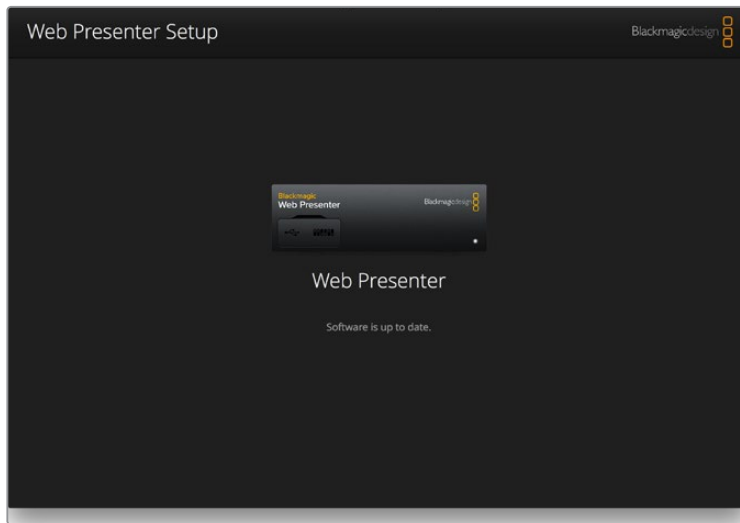 Web Presenter Setup
Blackmagicdesign
Blackmagic
Web Presenter
Blackmagicdesign
Web Presenter
Software is up to date.